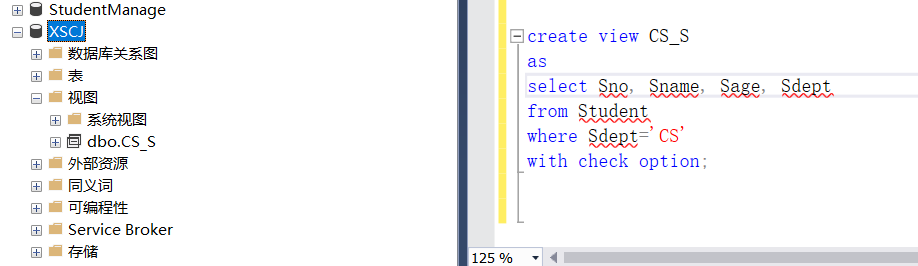 StudentManage
XSCJ
数据库关系图
表
视图
系统视图
dbo.CS_S
外部资源
同义词
可编程性
Service Broker
存储
create view CS_S
as
select Sno, Sname, Sage, Sdept
from Student
where Sdept='CS'
with check option;
125 %